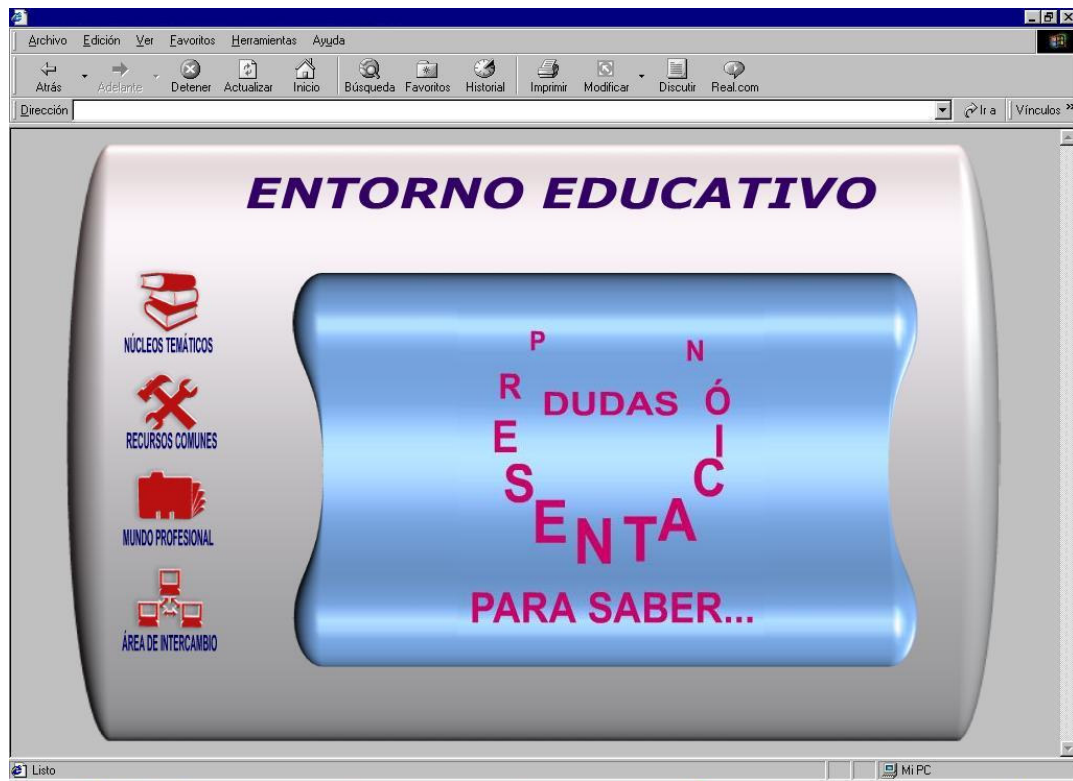 Archivo Edición Ver Favoritos Herramientas Ayuda
Atrás Adelante Detener Actualizar Inicio Búsqueda Favoritos Historial Imprimir Modificar Discutir Real.com
Dirección Ir a Vínculos »
ENTORNO EDUCATIVO
NÚCLEOS TEMÁTICOS
RECURSOS COMUNES
MUNDO PROFESIONAL
ÁREA DE INTERCAMBIO
PRESENTACIÓN
DUDAS
PARA SABER...
Listo Mi PC